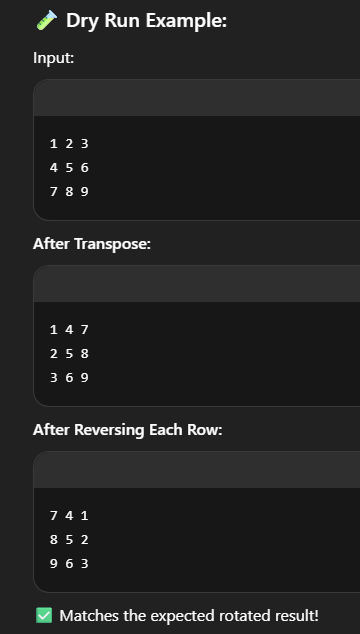 🧪 Dry Run Example:
Input:
1 2 3
4 5 6
7 8 9
After Transpose:
1 4 7
2 5 8
3 6 9
After Reversing Each Row:
7 4 1
8 5 2
9 6 3
✅ Matches the expected rotated result!